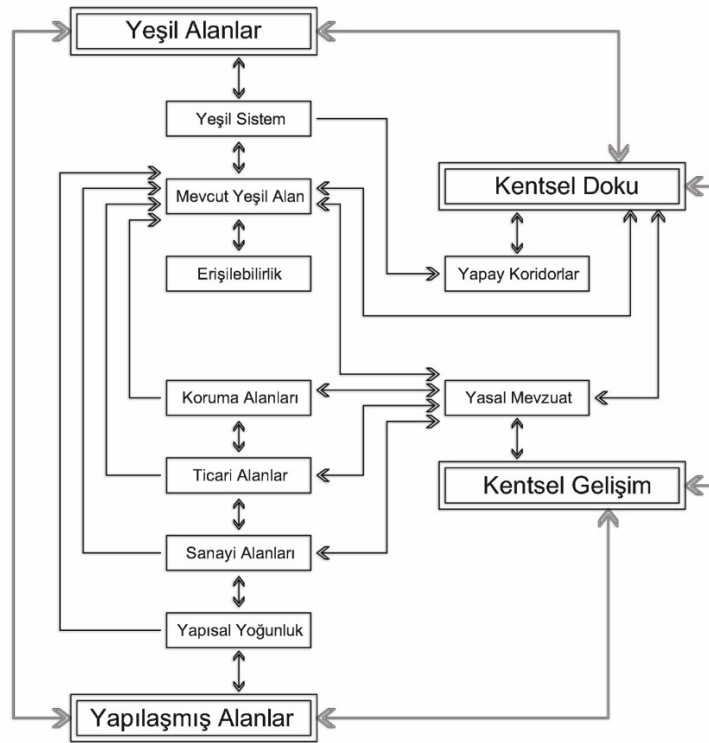 Yeşil Alanlar
Yeşil Sistem
Mevcut Yeşil Alan
Kentsel Doku
Erişilebilirlik
Yapay Koridorlar
Koruma Alanları
Yasal Mevzuat
Ticari Alanlar
Kentsel Gelişim
Sanayi Alanları
Yapısal Yoğunluk
Yapılaşmış Alanlar